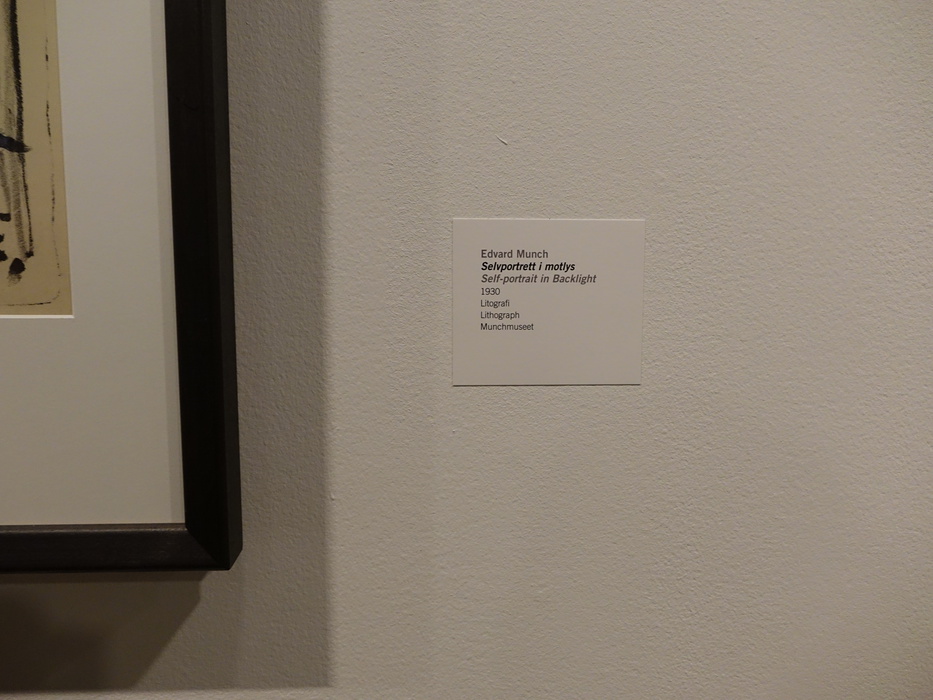 Edvard Munch
Selvportrett i motlys
Self-portrait in Backlight
1930
Litografi
Lithograph
Munchmuseet